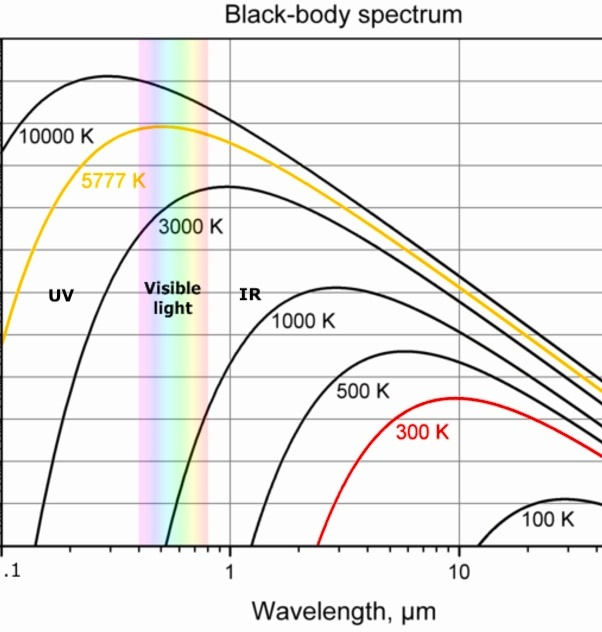 Black-body spectrum
10000 K
5777 K
3000 K
UV
Visible
light
IR
1000 K
500 K
300 K
100 K
.1
1
10
Wavelength, μm